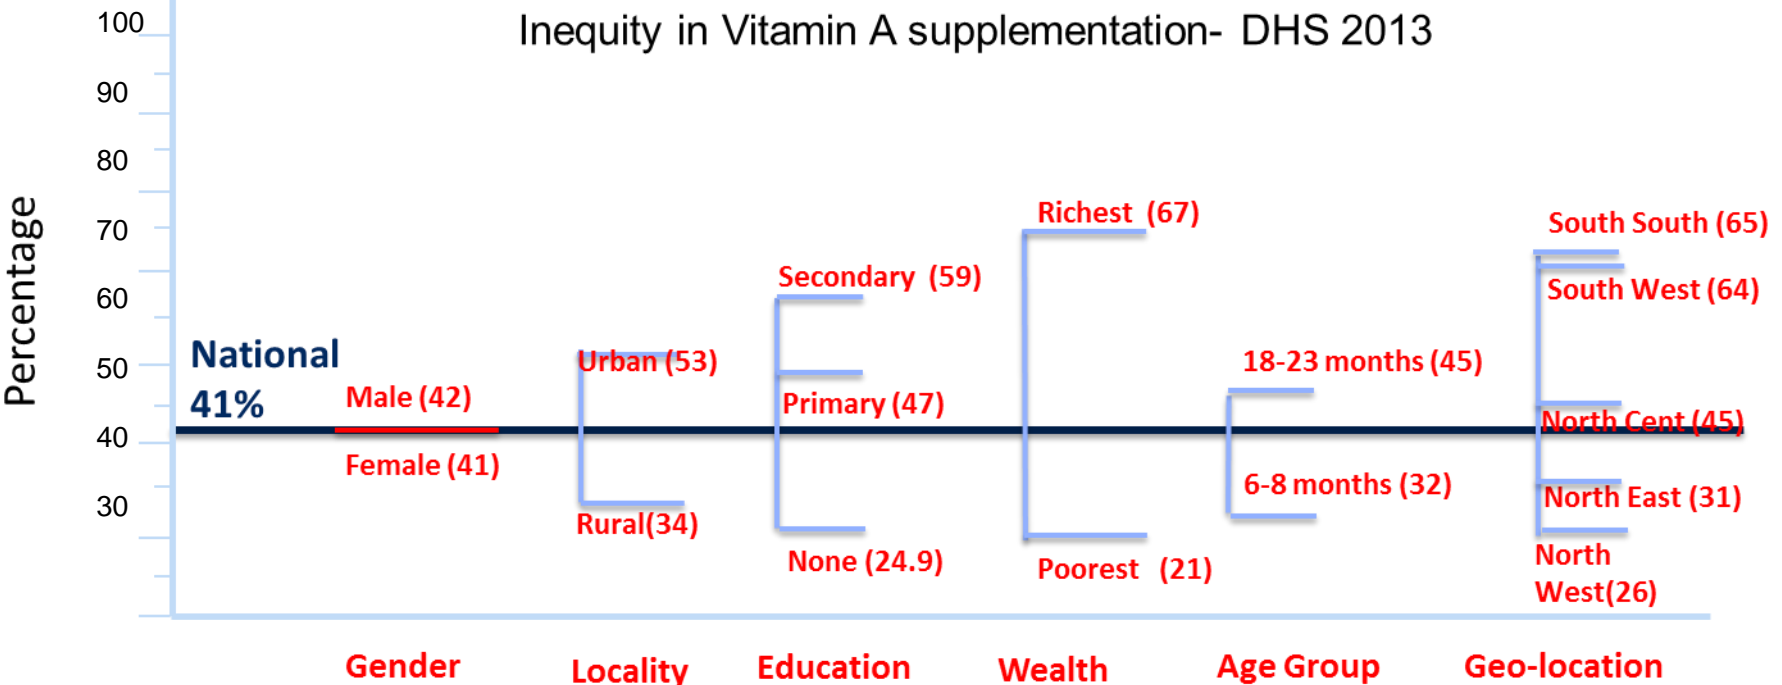 Inequity in Vitamin A supplementation- DHS 2013
Percentage
100
90
80
70
60
50
40
30
National
41%
Male (42)
Female (41)
Urban (53)
Rural(34)
Secondary (59)
Primary (47)
None (24.9)
Richest (67)
Poorest (21)
18-23 months (45)
6-8 months (32)
South South (65)
South West (64)
North Cent (45)
North East (31)
North
West(26)
Gender
Locality
Education
Wealth
Age Group
Geo-location